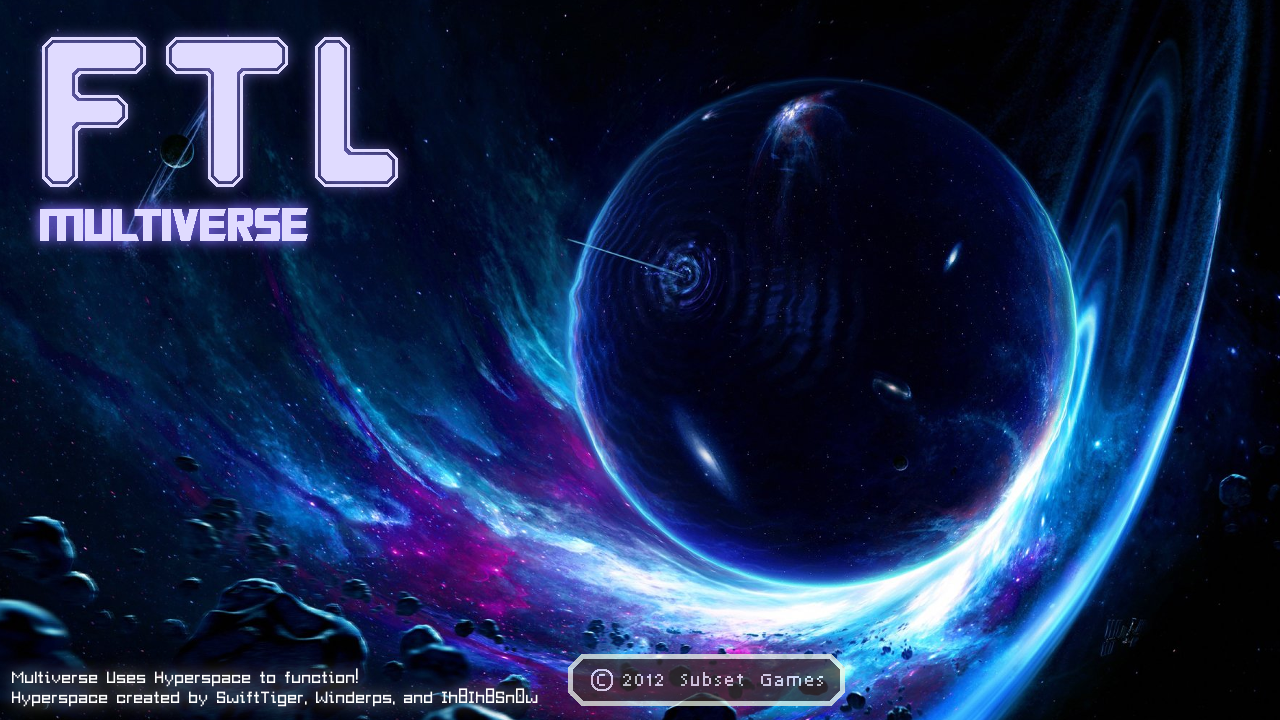 FTL
MULTIVERSE
Multiverse Uses Hyperspace to function!
Hyperspace created by SwiftTiger, Winderps, and Ih8Ih8Sn0w
© 2012 Subset Games